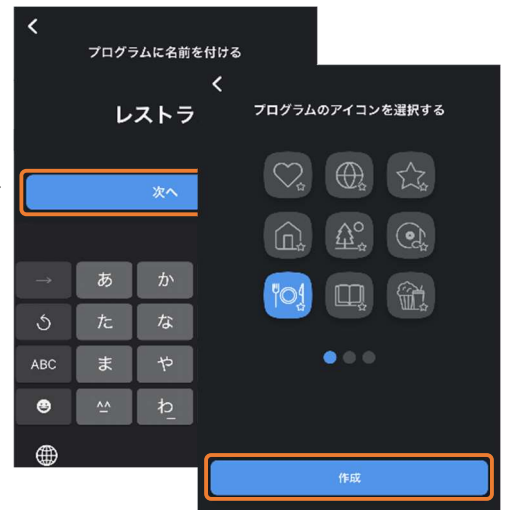 プログラムに名前を付ける
レストラ
次へ
→ あ か
た な
ABC ま や
^^ わ
プログラムのアイコンを選択する
作成